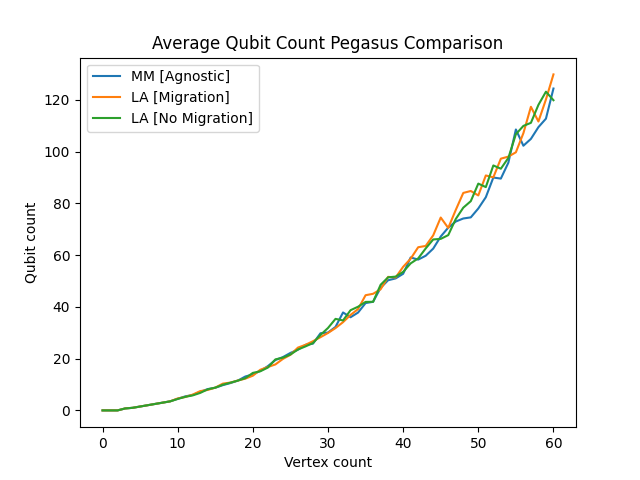 Average Qubit Count Pegasus Comparison
MM [Agnostic]
LA [Migration]
LA [No Migration]
Qubit count
120
100
80
60
40
20
0
0 10 20 30 40 50 60
Vertex count